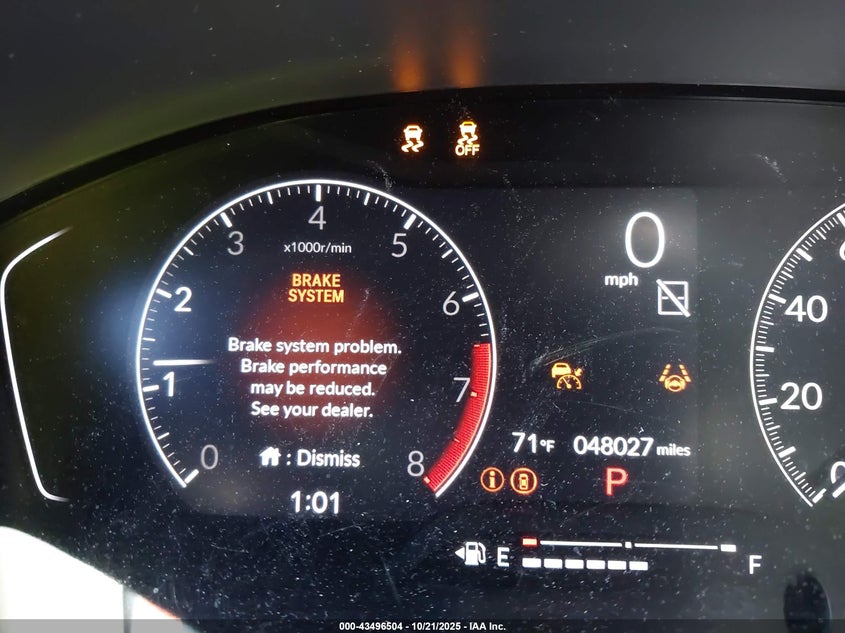 OFF
4
3
5
x1000r/min
0
mph
BRAKE
SYSTEM
2
6
40
Brake system problem.
Brake performance
may be reduced.
See your dealer.
1
7
20
71°F 048027 miles
0
: Dismiss
8
i
P
1:01
E
F
000-43496504 - 10/21/2025 - IAA Inc.